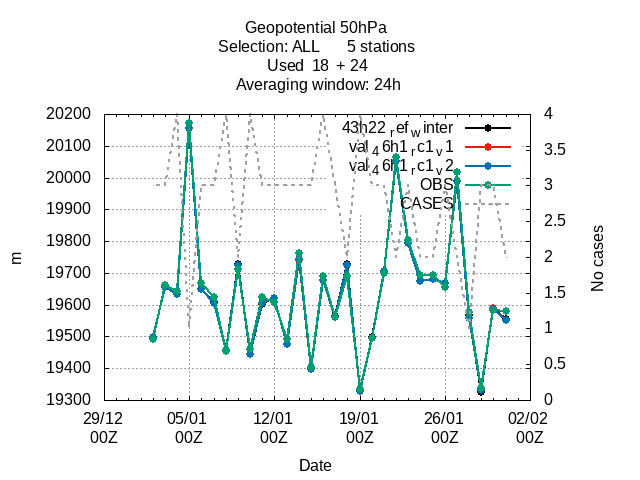 Geopotential 50hPa
Selection: ALL 5 stations
Used 18 + 24
Averaging window: 24h
20200
20100
20000
19900
19800
19700
19600
19500
19400
19300
m
4
3.5
3
2.5
2
1.5
1
0.5
0
No cases
43h22refwinter
val46h1rc1v1
val46h1rc1v2
OBS
CASES
29/12 05/01 12/01 19/01 26/01 02/02
00Z 00Z 00Z 00Z 00Z 00Z
Date